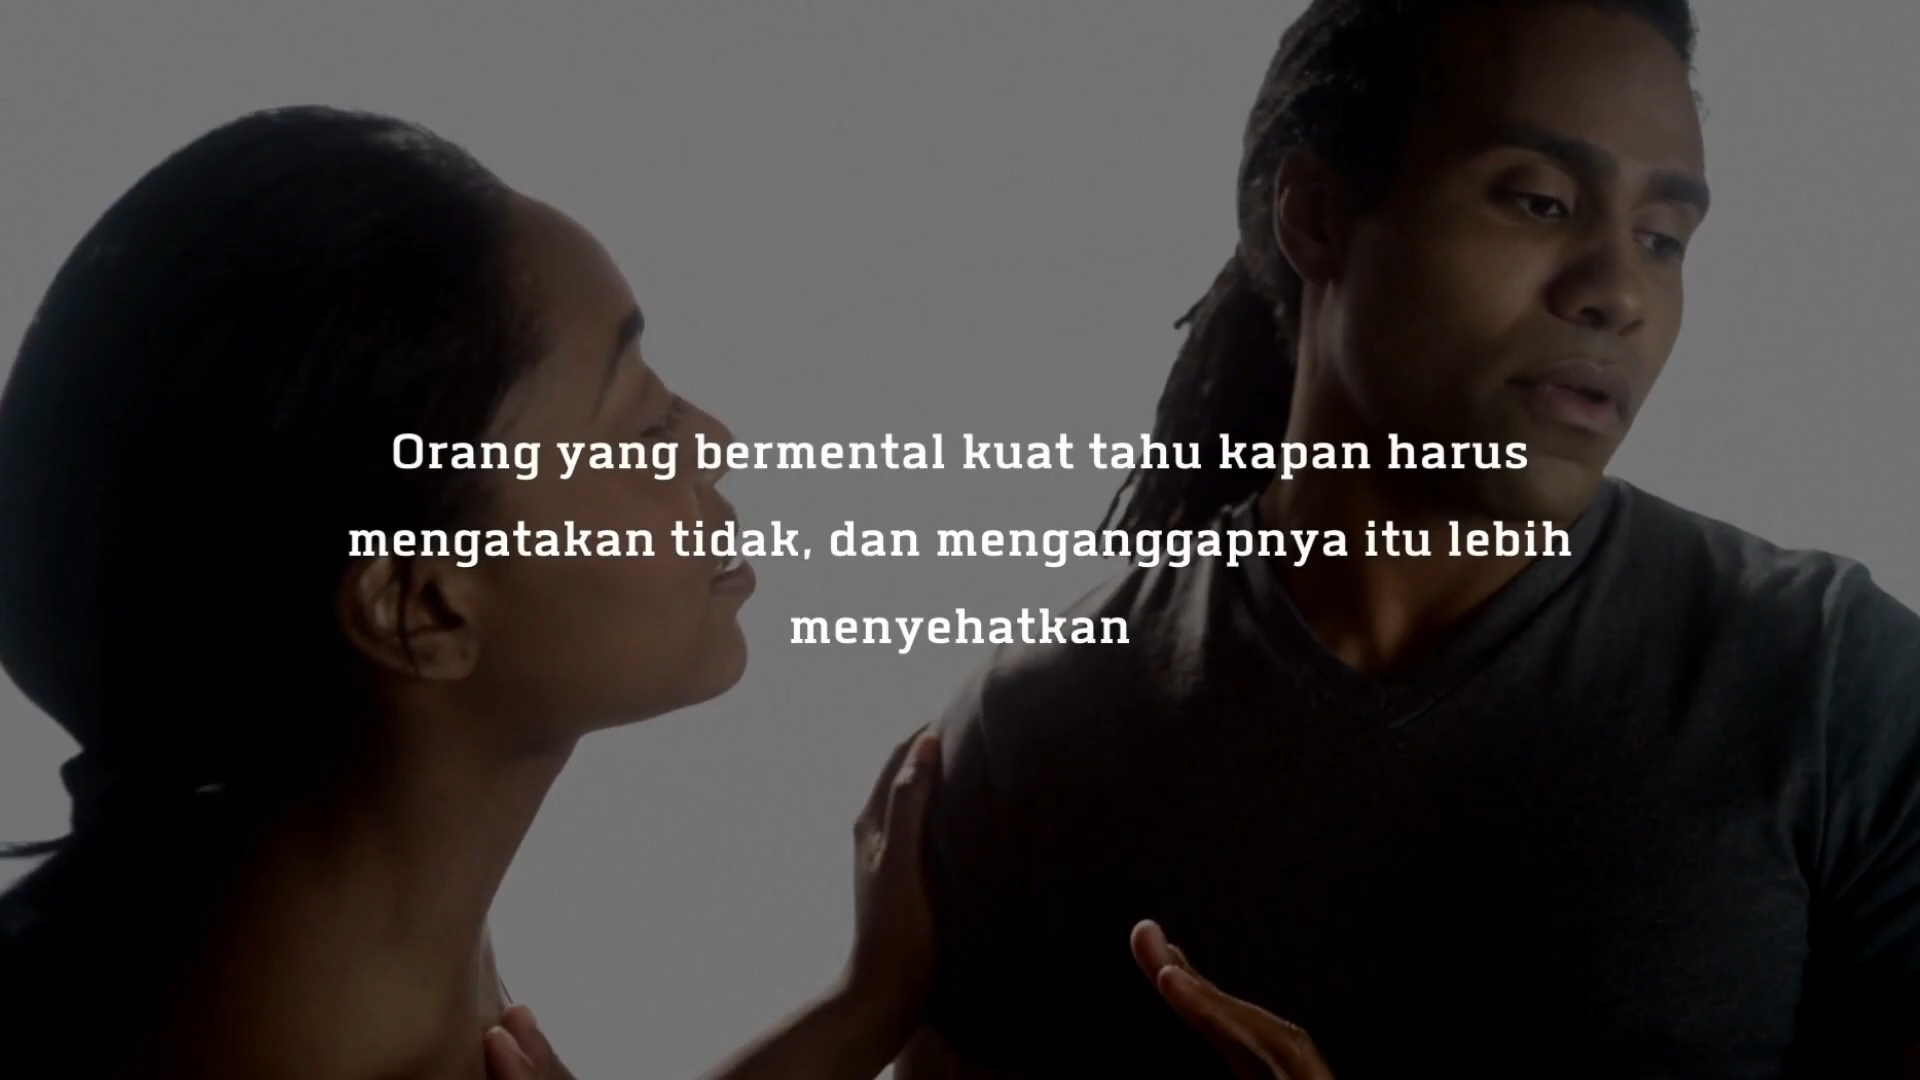 Orang yang bermental kuat tahu kapan harus
mengatakan tidak, dan menganggapnya itu lebih
menyehatkan